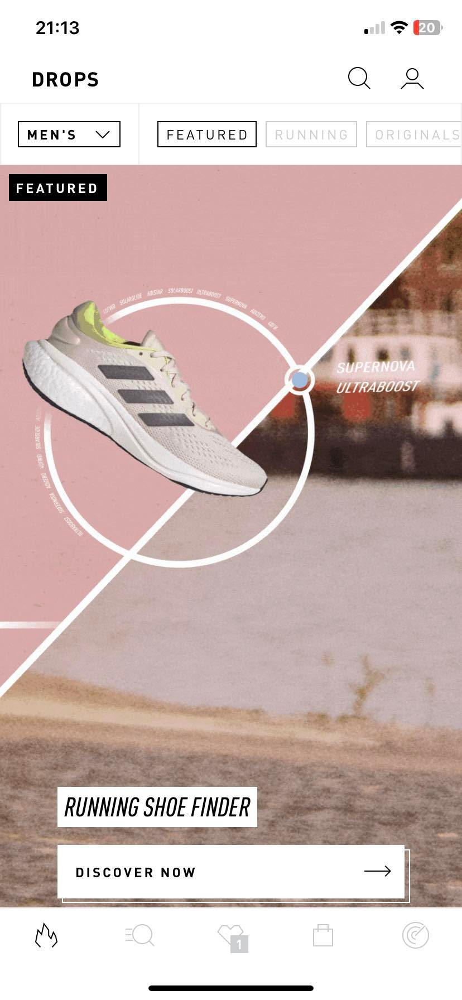 21:13
20
DROPS
MEN'S
FEATURED
RUNNING
ORIGINALS
FEATURED
4DFWD SOLARGLIDE ADISTAR SOLARBOOST ULTRABOOST SUPERNOVA ADIZERO 4DFW
SUPERNOVA
ULTRABOOST
SOLARGLIDE 4DFWD ADIZERO SUPERNOVA ULTRABOOST
RUNNING SHOE FINDER
DISCOVER NOW
1